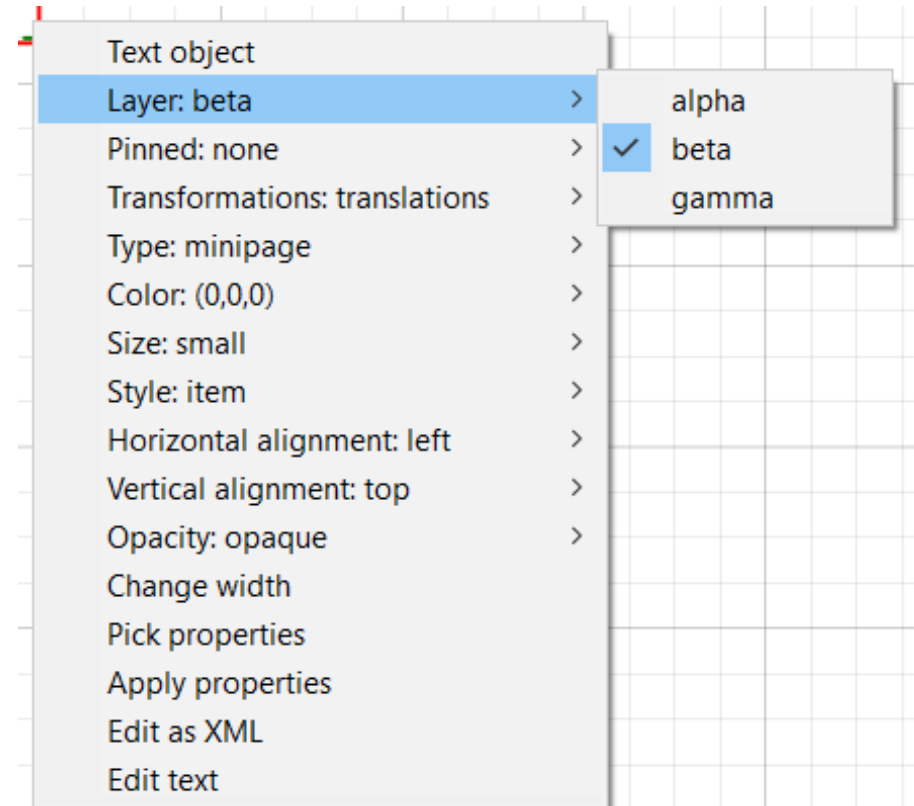 Text object
Layer: beta
alpha
Pinned: none
beta
Transformations: translations
gamma
Type: minipage
Color: (0,0,0)
Size: small
Style: item
Horizontal alignment: left
Vertical alignment: top
Opacity: opaque
Change width
Pick properties
Apply properties
Edit as XML
Edit text